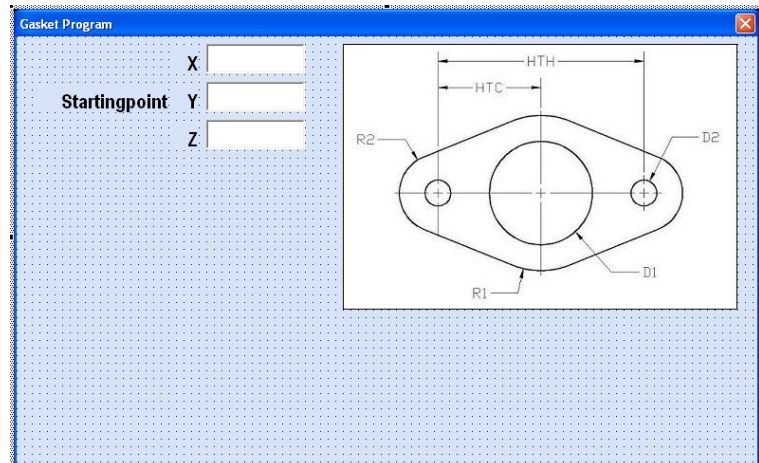 Gasket Program
X
Startingpoint Y
Z
HTH
HTC
R2
D2
D1
R1